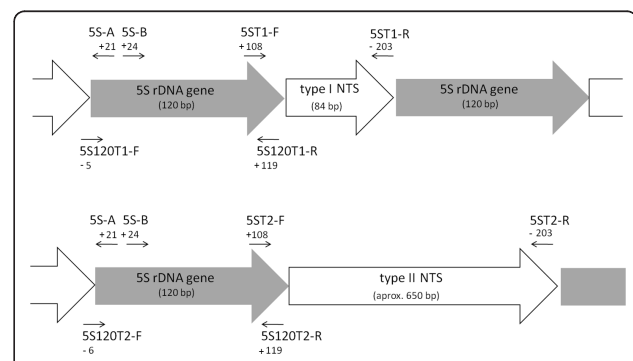 5S-A 5S-B 5ST1-F 5ST1-R
+21 +24 +108 - 203
5S rDNA gene type I NTS 5S rDNA gene
(120 bp) (84 bp) (120 bp)
5S120T1-F 5S120T1-R
- 5 +119
5S-A 5S-B 5ST2-F 5ST2-R
+21 +24 +108 - 203
5S rDNA gene type II NTS
(120 bp) (aprox. 650 bp)
5S120T2-F 5S120T2-R
- 6 +119